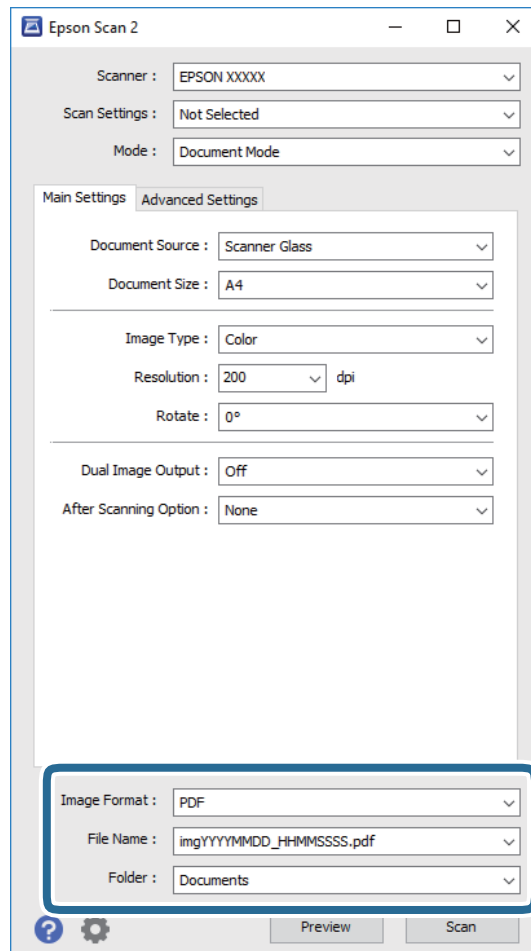 Epson Scan 2
Scanner : EPSON XXXXX
Scan Settings : Not Selected
Mode : Document Mode
Main Settings Advanced Settings
Document Source : Scanner Glass
Document Size : A4
Image Type : Color
Resolution : 200 dpi
Rotate : 0°
Dual Image Output : Off
After Scanning Option : None
Image Format : PDF
File Name : imgYYYYMMDD_HHMMSSSS.pdf
Folder : Documents
? Preview Scan